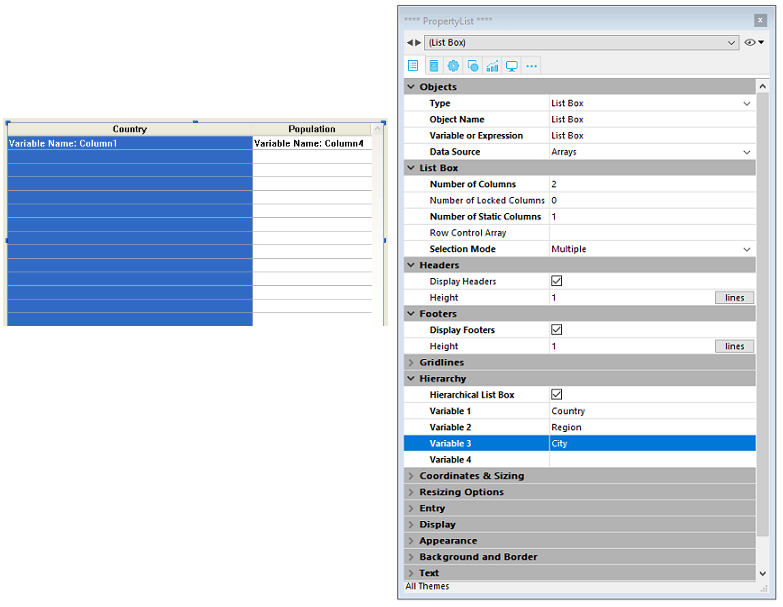 Country Population
Variable Name: Column1 Variable Name: Column4
**** PropertyList ****
(List Box)
Objects
Type List Box
Object Name List Box
Variable or Expression List Box
Data Source Arrays
List Box
Number of Columns 2
Number of Locked Columns 0
Number of Static Columns 1
Row Control Array
Selection Mode Multiple
Headers
Display Headers
Height 1 lines
Footers
Display Footers
Height 1 lines
Gridlines
Hierarchy
Hierarchical List Box
Variable 1 Country
Variable 2 Region
Variable 3 City
Variable 4
Coordinates & Sizing
Resizing Options
Entry
Display
Appearance
Background and Border
Text
All Themes